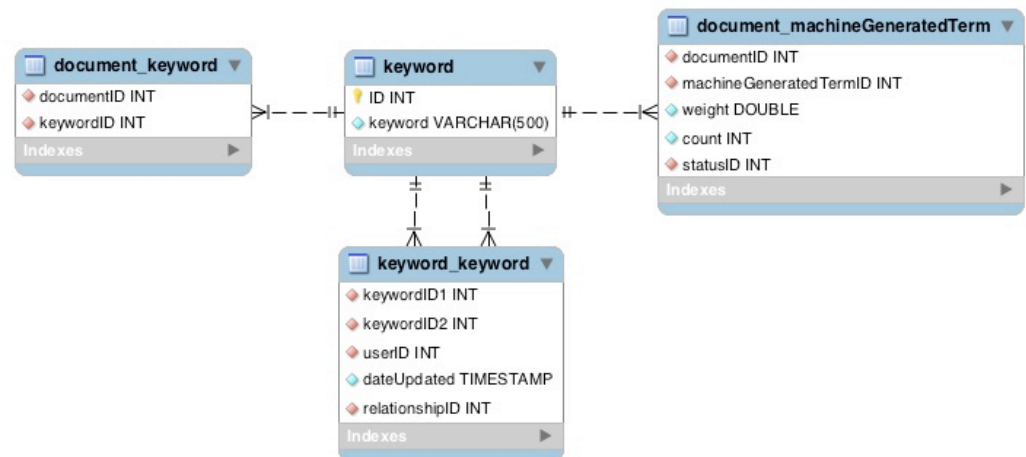 document_keyword
documentID INT
keywordID INT
Indexes
keyword
ID INT
keyword VARCHAR(500)
Indexes
document_machineGeneratedTerm
documentID INT
machineGeneratedTermID INT
weight DOUBLE
count INT
statusID INT
Indexes
keyword_keyword
keywordID1 INT
keywordID2 INT
userID INT
dateUpdated TIMESTAMP
relationshipID INT
Indexes